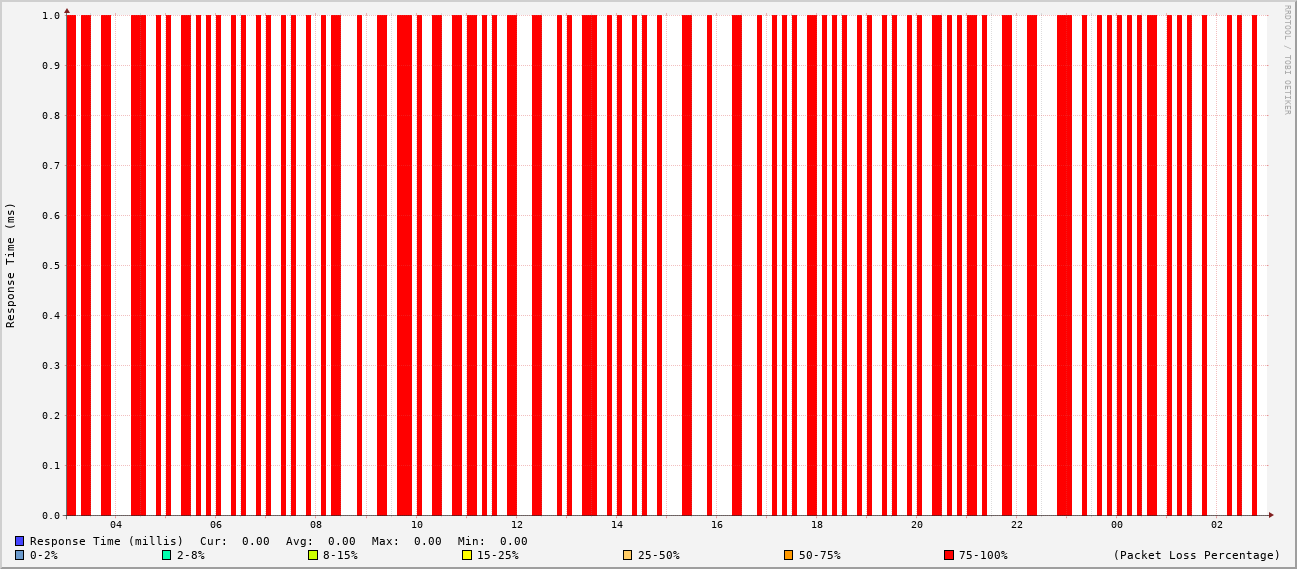 1.0
0.9
0.8
0.7
0.6
0.5
0.4
0.3
0.2
0.1
0.0
Response Time (ms)
RRDTOOL / TOBI OETIKER
04 06 08 10 12 14 16 18 20 22 00 02
Response Time (millis) Cur: 0.00 Avg: 0.00 Max: 0.00 Min: 0.00
0-2% 2-8% 8-15% 15-25% 25-50% 50-75% 75-100% (Packet Loss Percentage)